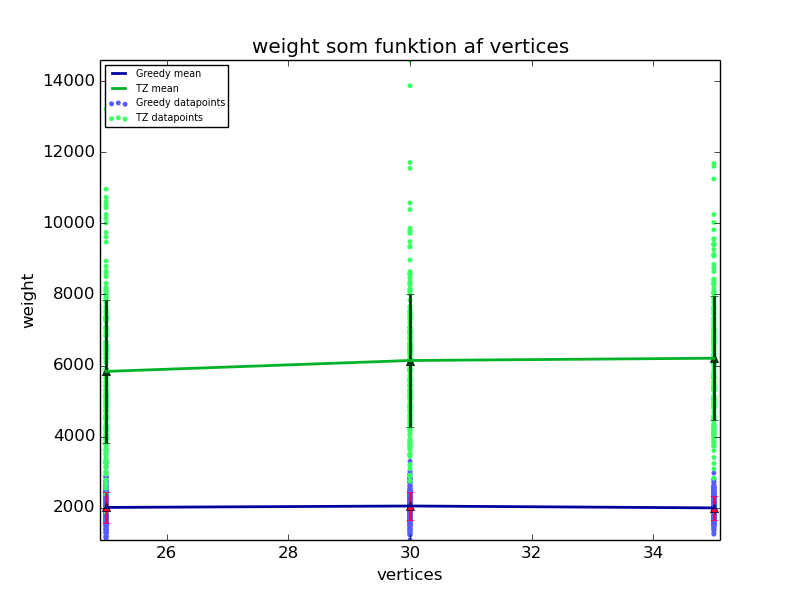 weight som funktion af vertices
Greedy mean
TZ mean
Greedy datapoints
TZ datapoints
14000
12000
10000
8000
6000
4000
2000
weight
26 28 30 32 34
vertices